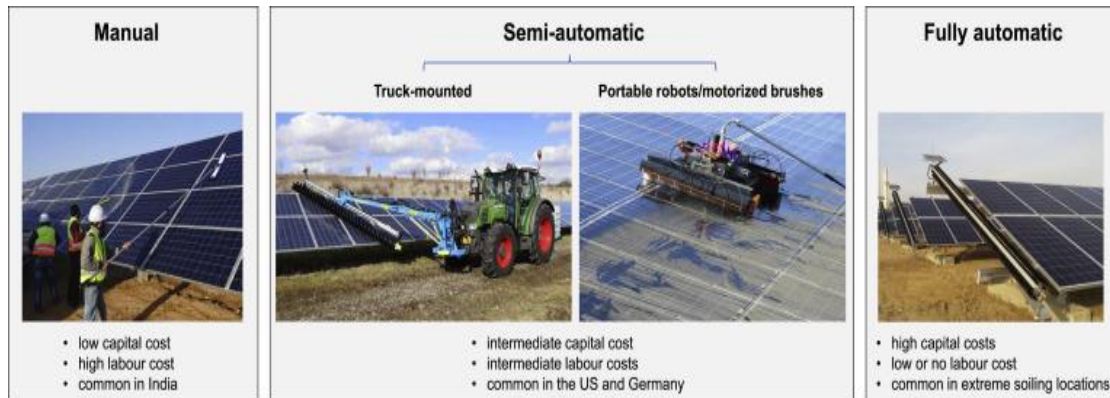 Manual
• low capital cost
• high labour cost
• common in India
Semi-automatic
Truck-mounted
Portable robots/motorized brushes
• intermediate capital cost
• intermediate labour costs
• common in the US and Germany
Fully automatic
• high capital costs
• low or no labour cost
• common in extreme soiling locations